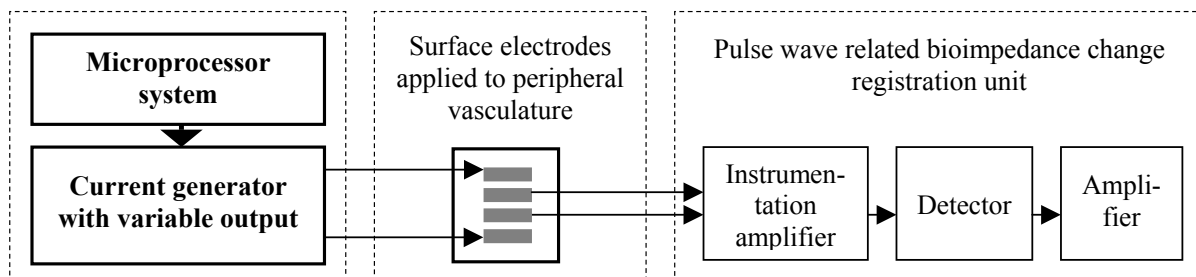 Microprocessor
system
Current generator
with variable output
Surface electrodes
applied to peripheral
vasculature
Pulse wave related bioimpedance change
registration unit
Instrumen-
tation
amplifier
Detector
Ampli-
fier